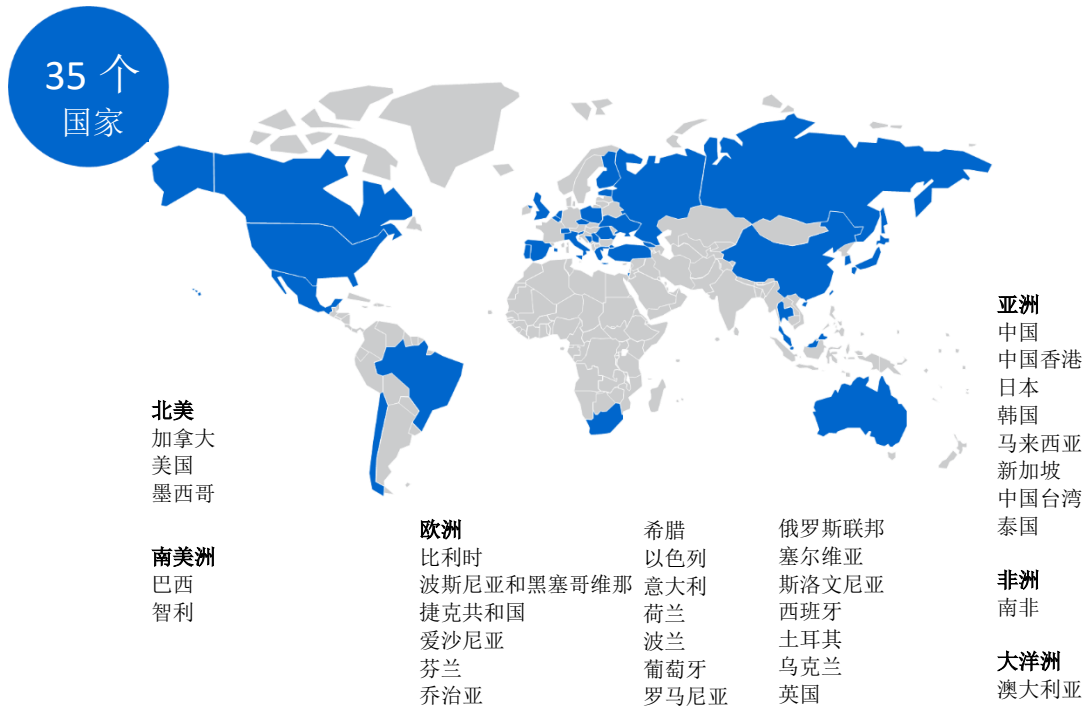 35 个
国家
北美
加拿大
美国
墨西哥
南美洲
巴西
智利
欧洲
比利时
波斯尼亚和黑塞哥维那
捷克共和国
爱沙尼亚
芬兰
乔治亚
希腊
以色列
意大利
荷兰
波兰
葡萄牙
罗马尼亚
俄罗斯联邦
塞尔维亚
斯洛文尼亚
西班牙
土耳其
乌克兰
英国
亚洲
中国
中国香港
日本
韩国
马来西亚
新加坡
中国台湾
泰国
非洲
南非
大洋洲
澳大利亚